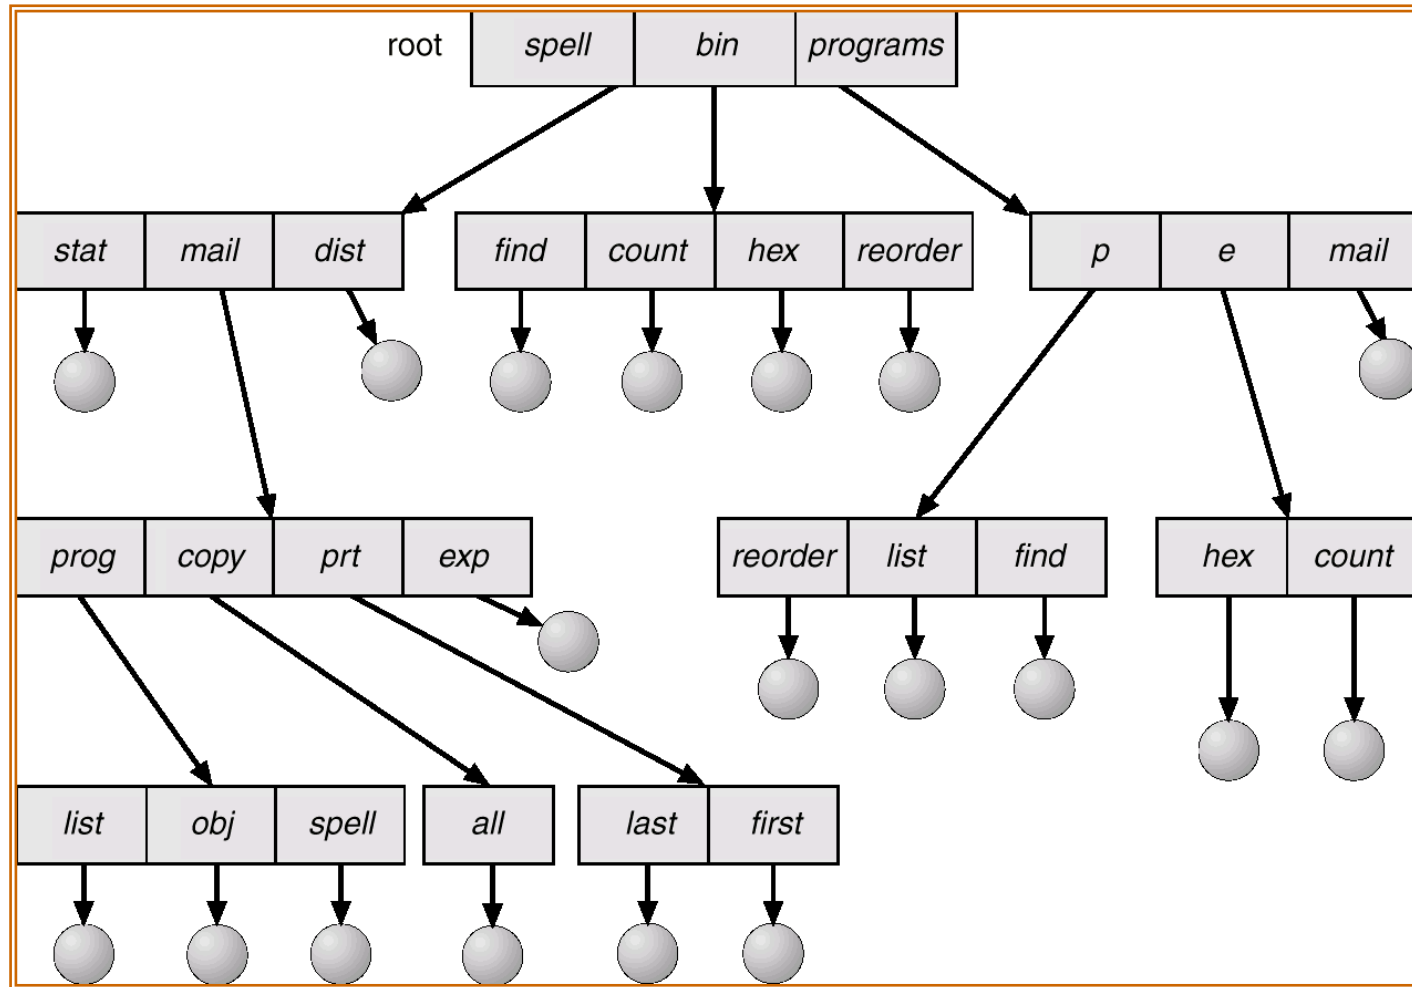 root spell bin programs
stat mail dist find count hex reorder p e mail
prog copy prt exp reorder list find hex count
list obj spell all last first